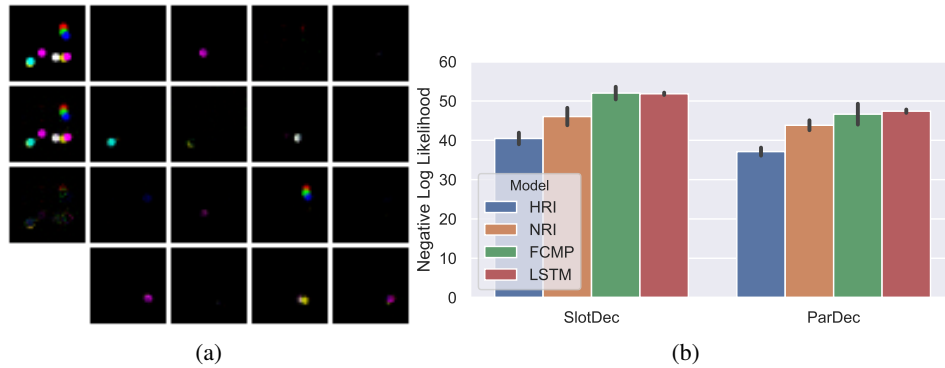 Negative Log Likelihood
60
50
40
30
20
10
0
Model
HRI
NRI
FCMP
LSTM
SlotDec
ParDec
(a)
(b)